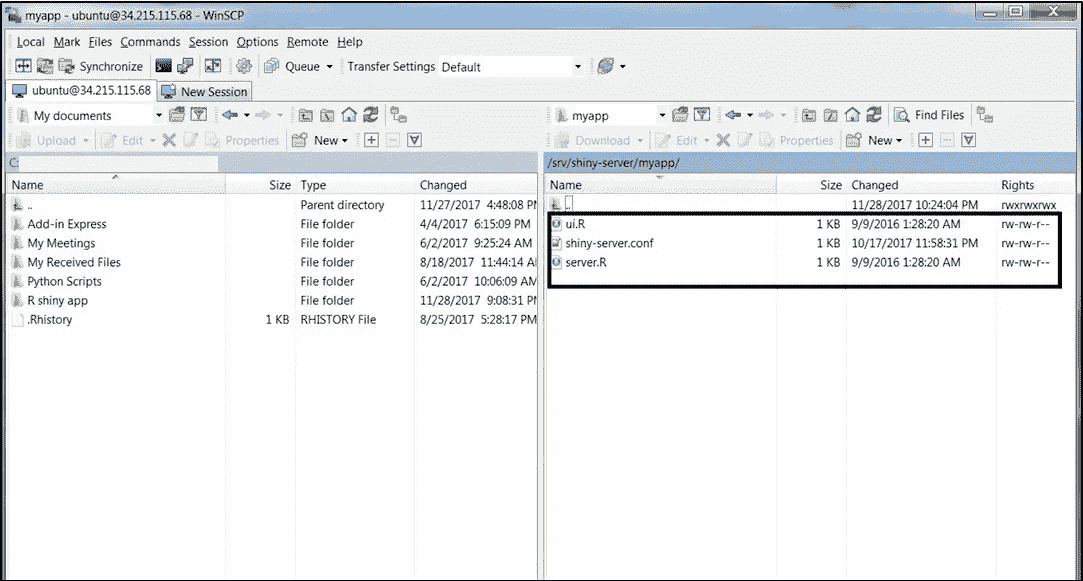 myapp - ubuntu@34.215.115.68 - WinSCP
Local Mark Files Commands Session Options Remote Help
Synchronize Queue Transfer Settings Default
ubuntu@34.215.115.68 New Session
My documents myapp Find Files
Upload Edit Properties New Download Edit Properties New
C: /srv/shiny-server/myapp/
Name Size Type Changed Name Size Changed Rights
.. Parent directory 11/27/2017 4:48:08 PM .. 11/28/2017 10:24:04 PM rwxrwxrwx
Add-in Express File folder 4/4/2017 6:15:09 PM ui.R 1 KB 9/9/2016 1:28:20 AM rw-rw-r--
My Meetings File folder 6/2/2017 9:25:24 AM shiny-server.conf 1 KB 10/17/2017 11:58:31 PM rw-rw-r--
My Received Files File folder 8/18/2017 11:44:14 A server.R 1 KB 9/9/2016 1:28:20 AM rw-rw-r--
Python Scripts File folder 6/2/2017 10:06:09 AM
R shiny app File folder 11/28/2017 9:08:31 PM
.Rhistory 1 KB RHISTORY File 8/25/2017 5:28:17 PM